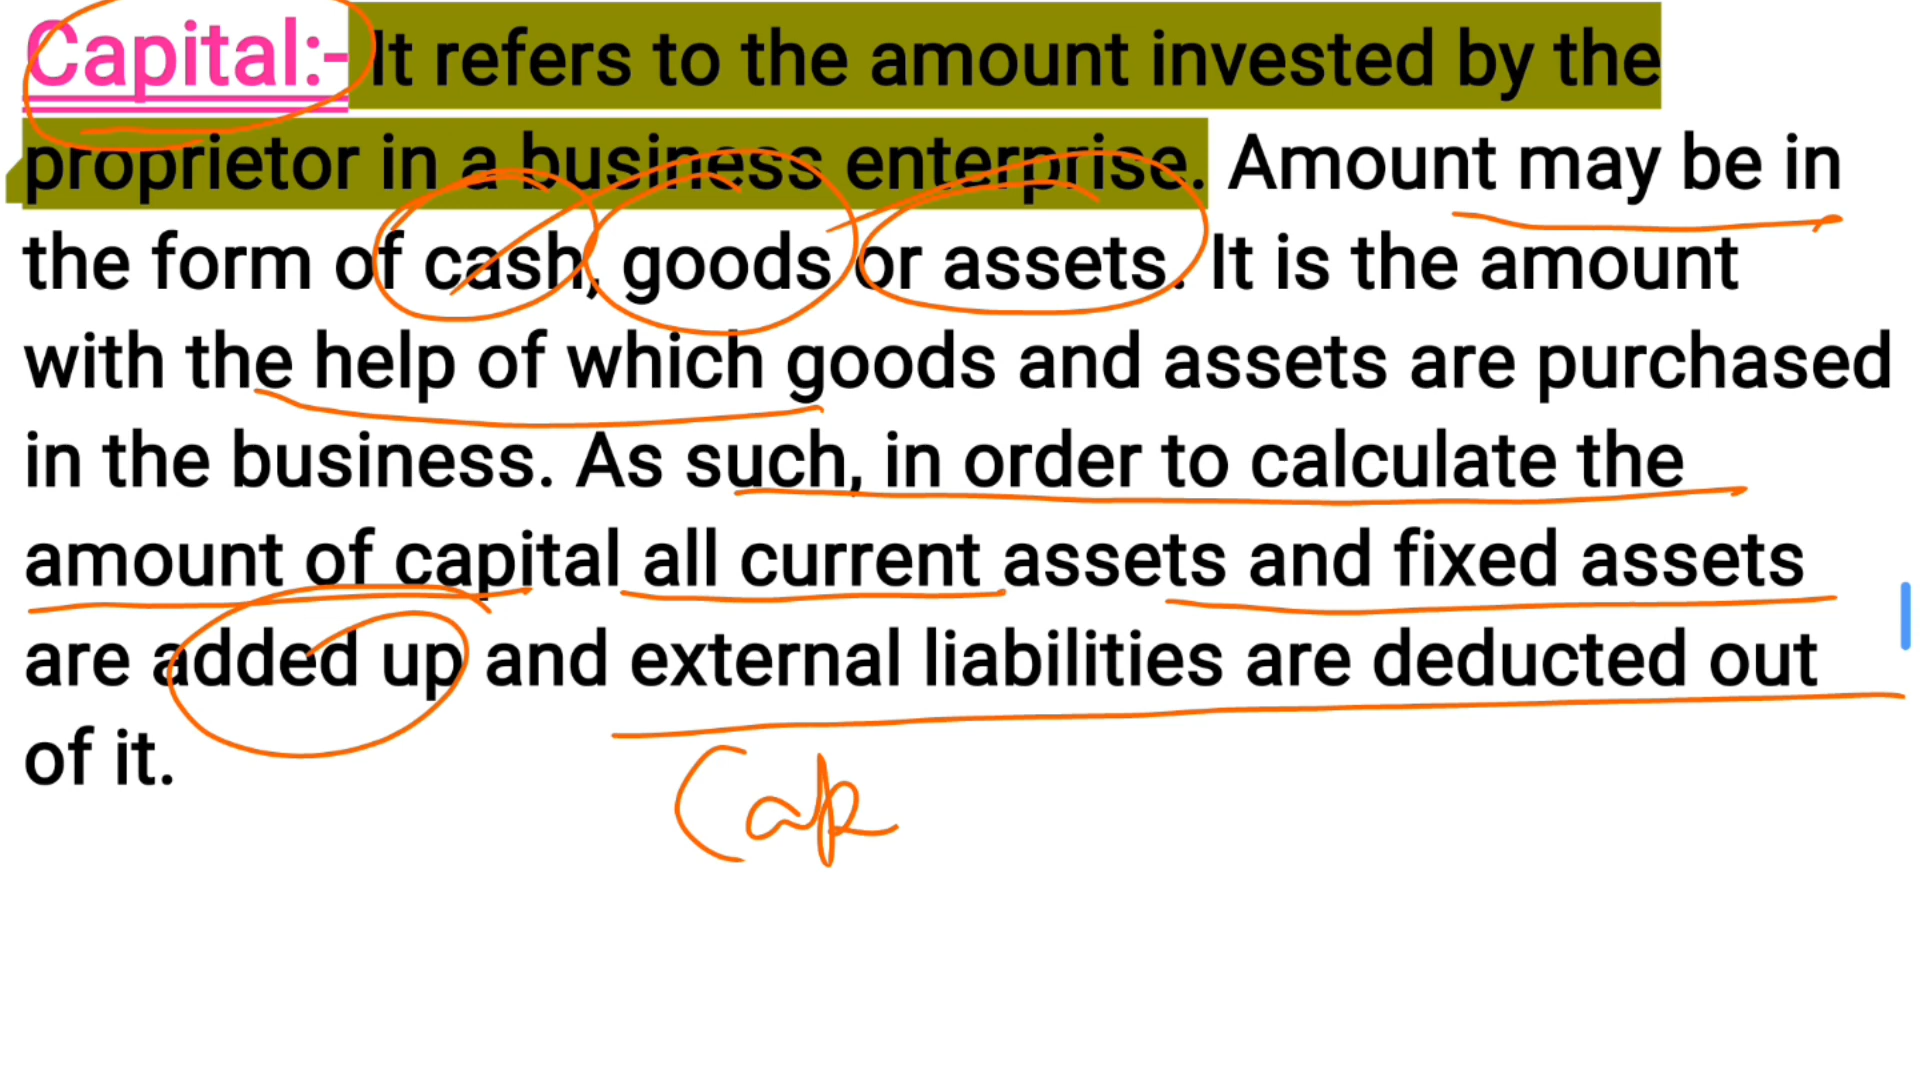 Capital:- It refers to the amount invested by the
proprietor in a business enterprise. Amount may be in
the form of cash, goods or assets. It is the amount
with the help of which goods and assets are purchased
in the business. As such, in order to calculate the
amount of capital all current assets and fixed assets
are added up and external liabilities are deducted out
of it.
Cap